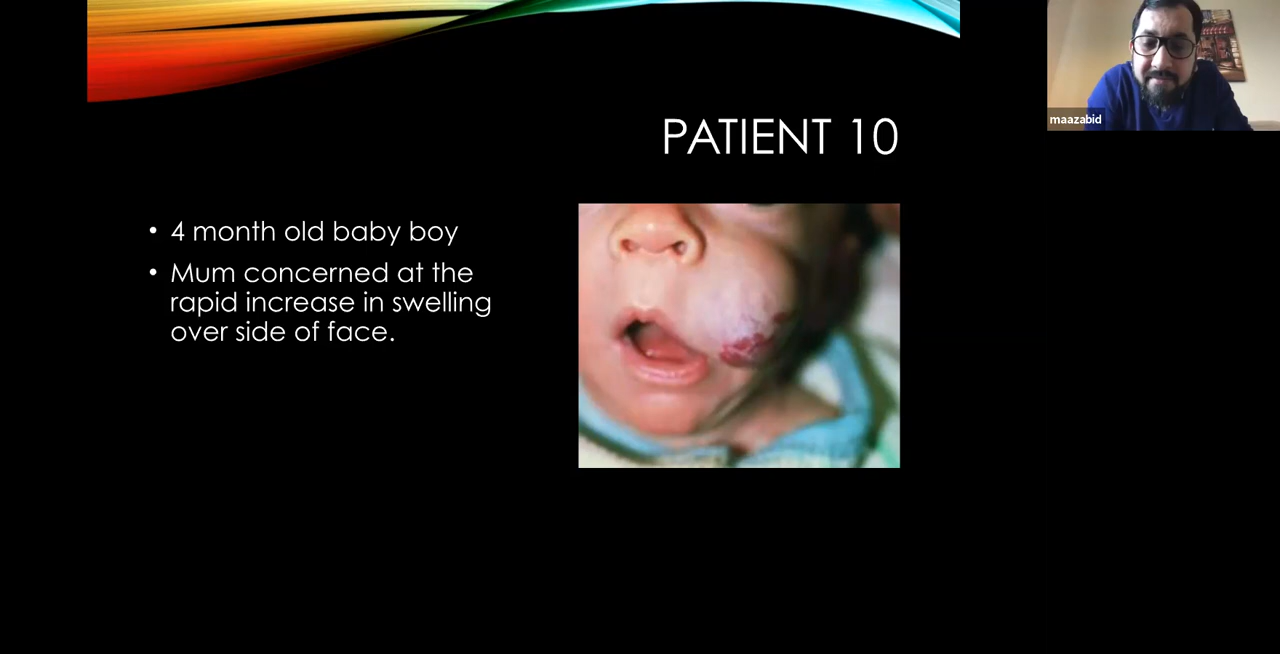 maazabid
PATIENT 10
• 4 month old baby boy
• Mum concerned at the
rapid increase in swelling
over side of face.